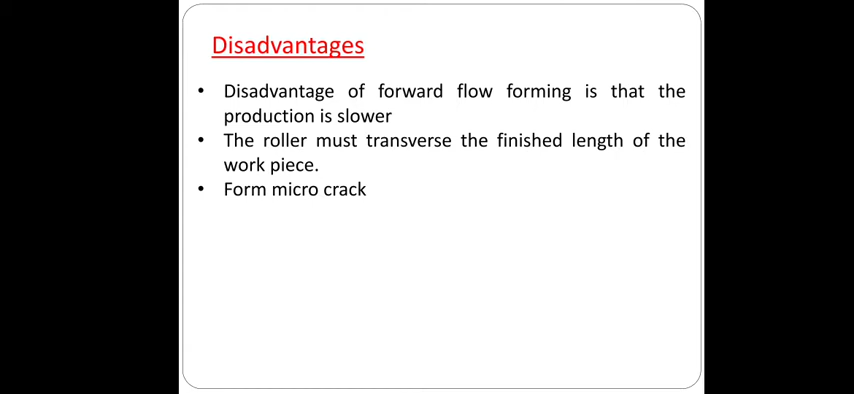 Disadvantages
• Disadvantage of forward flow forming is that the
production is slower
• The roller must transverse the finished length of the
work piece.
• Form micro crack